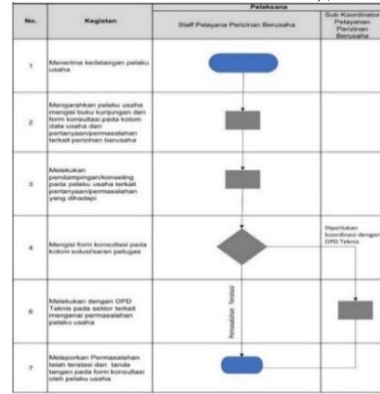 No.
Kegiatan
Pelaksana
Staff Pelayana Perizinan Berusaha
Sub Koordinator
Pelayanan
Perizinan
Berusaha
1
Menerima kedatangan pelaku
usaha
2
Mengarahkan pelaku usaha
mengisi buku kunjungan dan
form konsultasi pada kolom
data usaha dan
pertanyaan/permasalahan
terkait perizinan berusaha
3
Melakukan
pendampingan/konseling
pada pelaku usaha terkait
pertanyaan/permasalahan
yang dihadapi
4
Mengisi form konsultasi pada
kolom solusi/saran petugas
Diperlukan
koordinasi dengan
OPD Teknis
Permasalahan Teratasi
6
Melakukan dengan OPD
Teknis pada sektor terkait
mengenai permasalahan
pelaku usaha
7
Melaporkan Permasalahan
telah teratasi dan tanda
tangan pada form konsultasi
oleh pelaku usaha